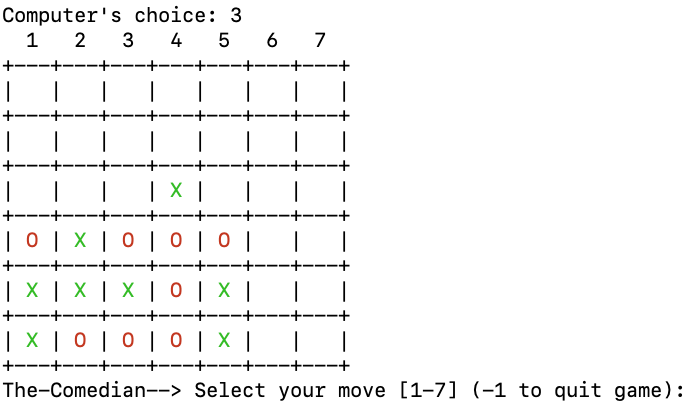 Computer's choice: 3
  1   2   3   4   5   6   7
+---+---+---+---+---+---+---+
|   |   |   |   |   |   |   |
+---+---+---+---+---+---+---+
|   |   |   |   |   |   |   |
+---+---+---+---+---+---+---+
|   |   |   | X |   |   |   |
+---+---+---+---+---+---+---+
| O | X | O | O | O |   |   |
+---+---+---+---+---+---+---+
| X | X | X | O | X |   |   |
+---+---+---+---+---+---+---+
| X | O | O | O | X |   |   |
+---+---+---+---+---+---+---+
The-Comedian--> Select your move [1-7] (-1 to quit game):